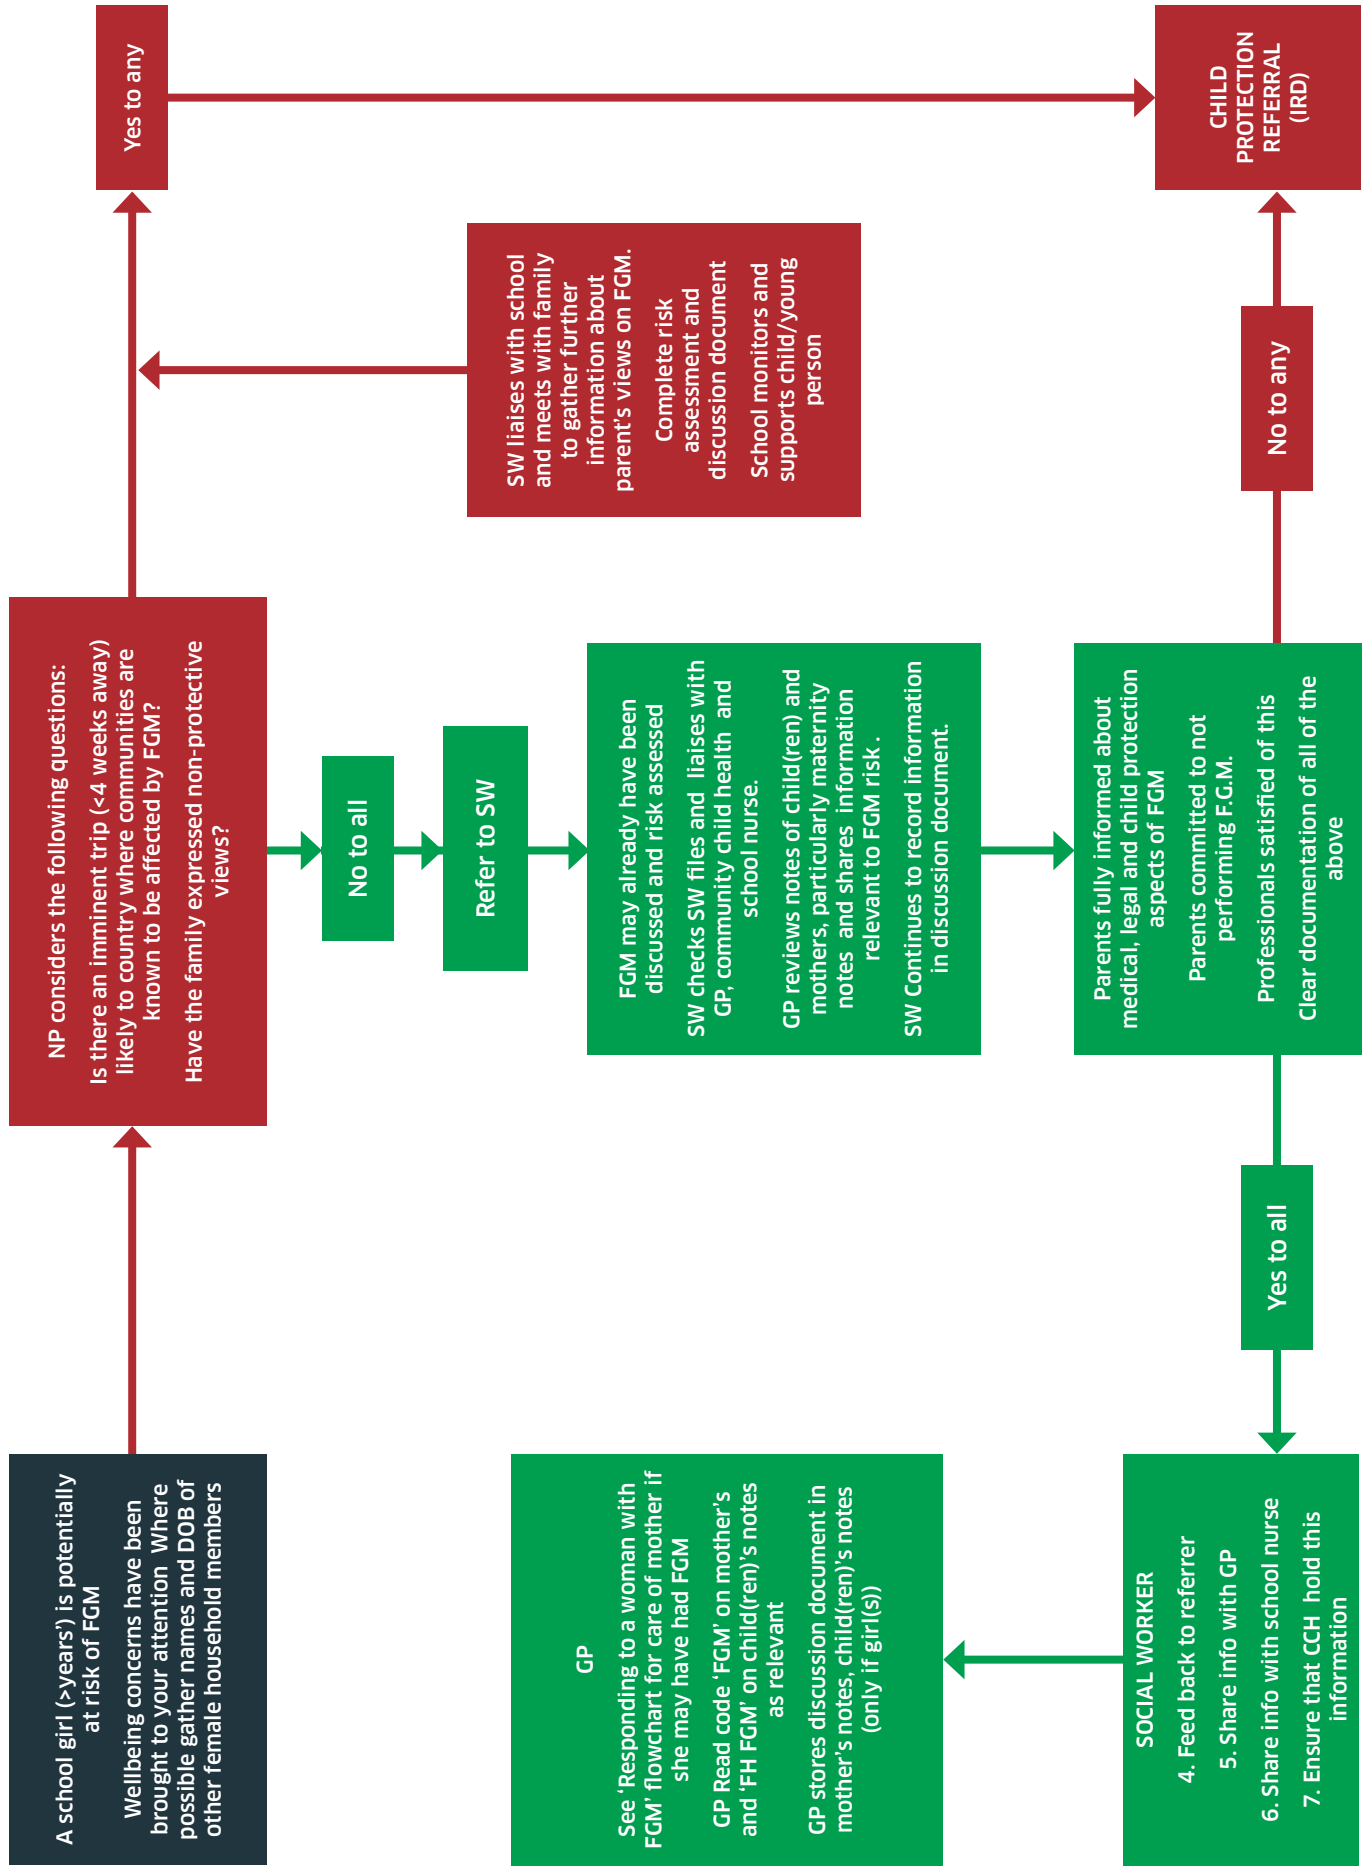 A school girl (>years’) is potentially
at risk of FGM
Wellbeing concerns have been
brought to your attention Where
possible gather names and DOB of
other female household members
NP considers the following questions:
Is there an imminent trip (<4 weeks away)
likely to country where communities are
known to be affected by FGM?
Have the family expressed non-protective
views?
Yes to any
SW liaises with school
and meets with family
to gather further
information about
parent’s views on FGM.
Complete risk
assessment and
discussion document
School monitors and
supports child/young
person
No to all
Refer to SW
FGM may already have been
discussed and risk assessed
SW checks SW files and liaises with
GP, community child health and
school nurse.
GP reviews notes of child(ren) and
mothers, particularly maternity
notes and shares information
relevant to FGM risk .
SW Continues to record information
in discussion document.
Parents fully informed about
medical, legal and child protection
aspects of FGM
Parents committed to not
performing F.G.M.
Professionals satisfied of this
Clear documentation of all of the
above
No to any
CHILD
PROTECTION
REFERRAL
(IRD)
Yes to all
SOCIAL WORKER
4. Feed back to referrer
5. Share info with GP
6. Share info with school nurse
7. Ensure that CCH hold this
information
GP
See ‘Responding to a woman with
FGM’ flowchart for care of mother if
she may have had FGM
GP Read code ‘FGM’ on mother’s
and ‘FH FGM’ on child(ren)’s notes
as relevant
GP stores discussion document in
mother’s notes, child(ren)’s notes
(only if girl(s))